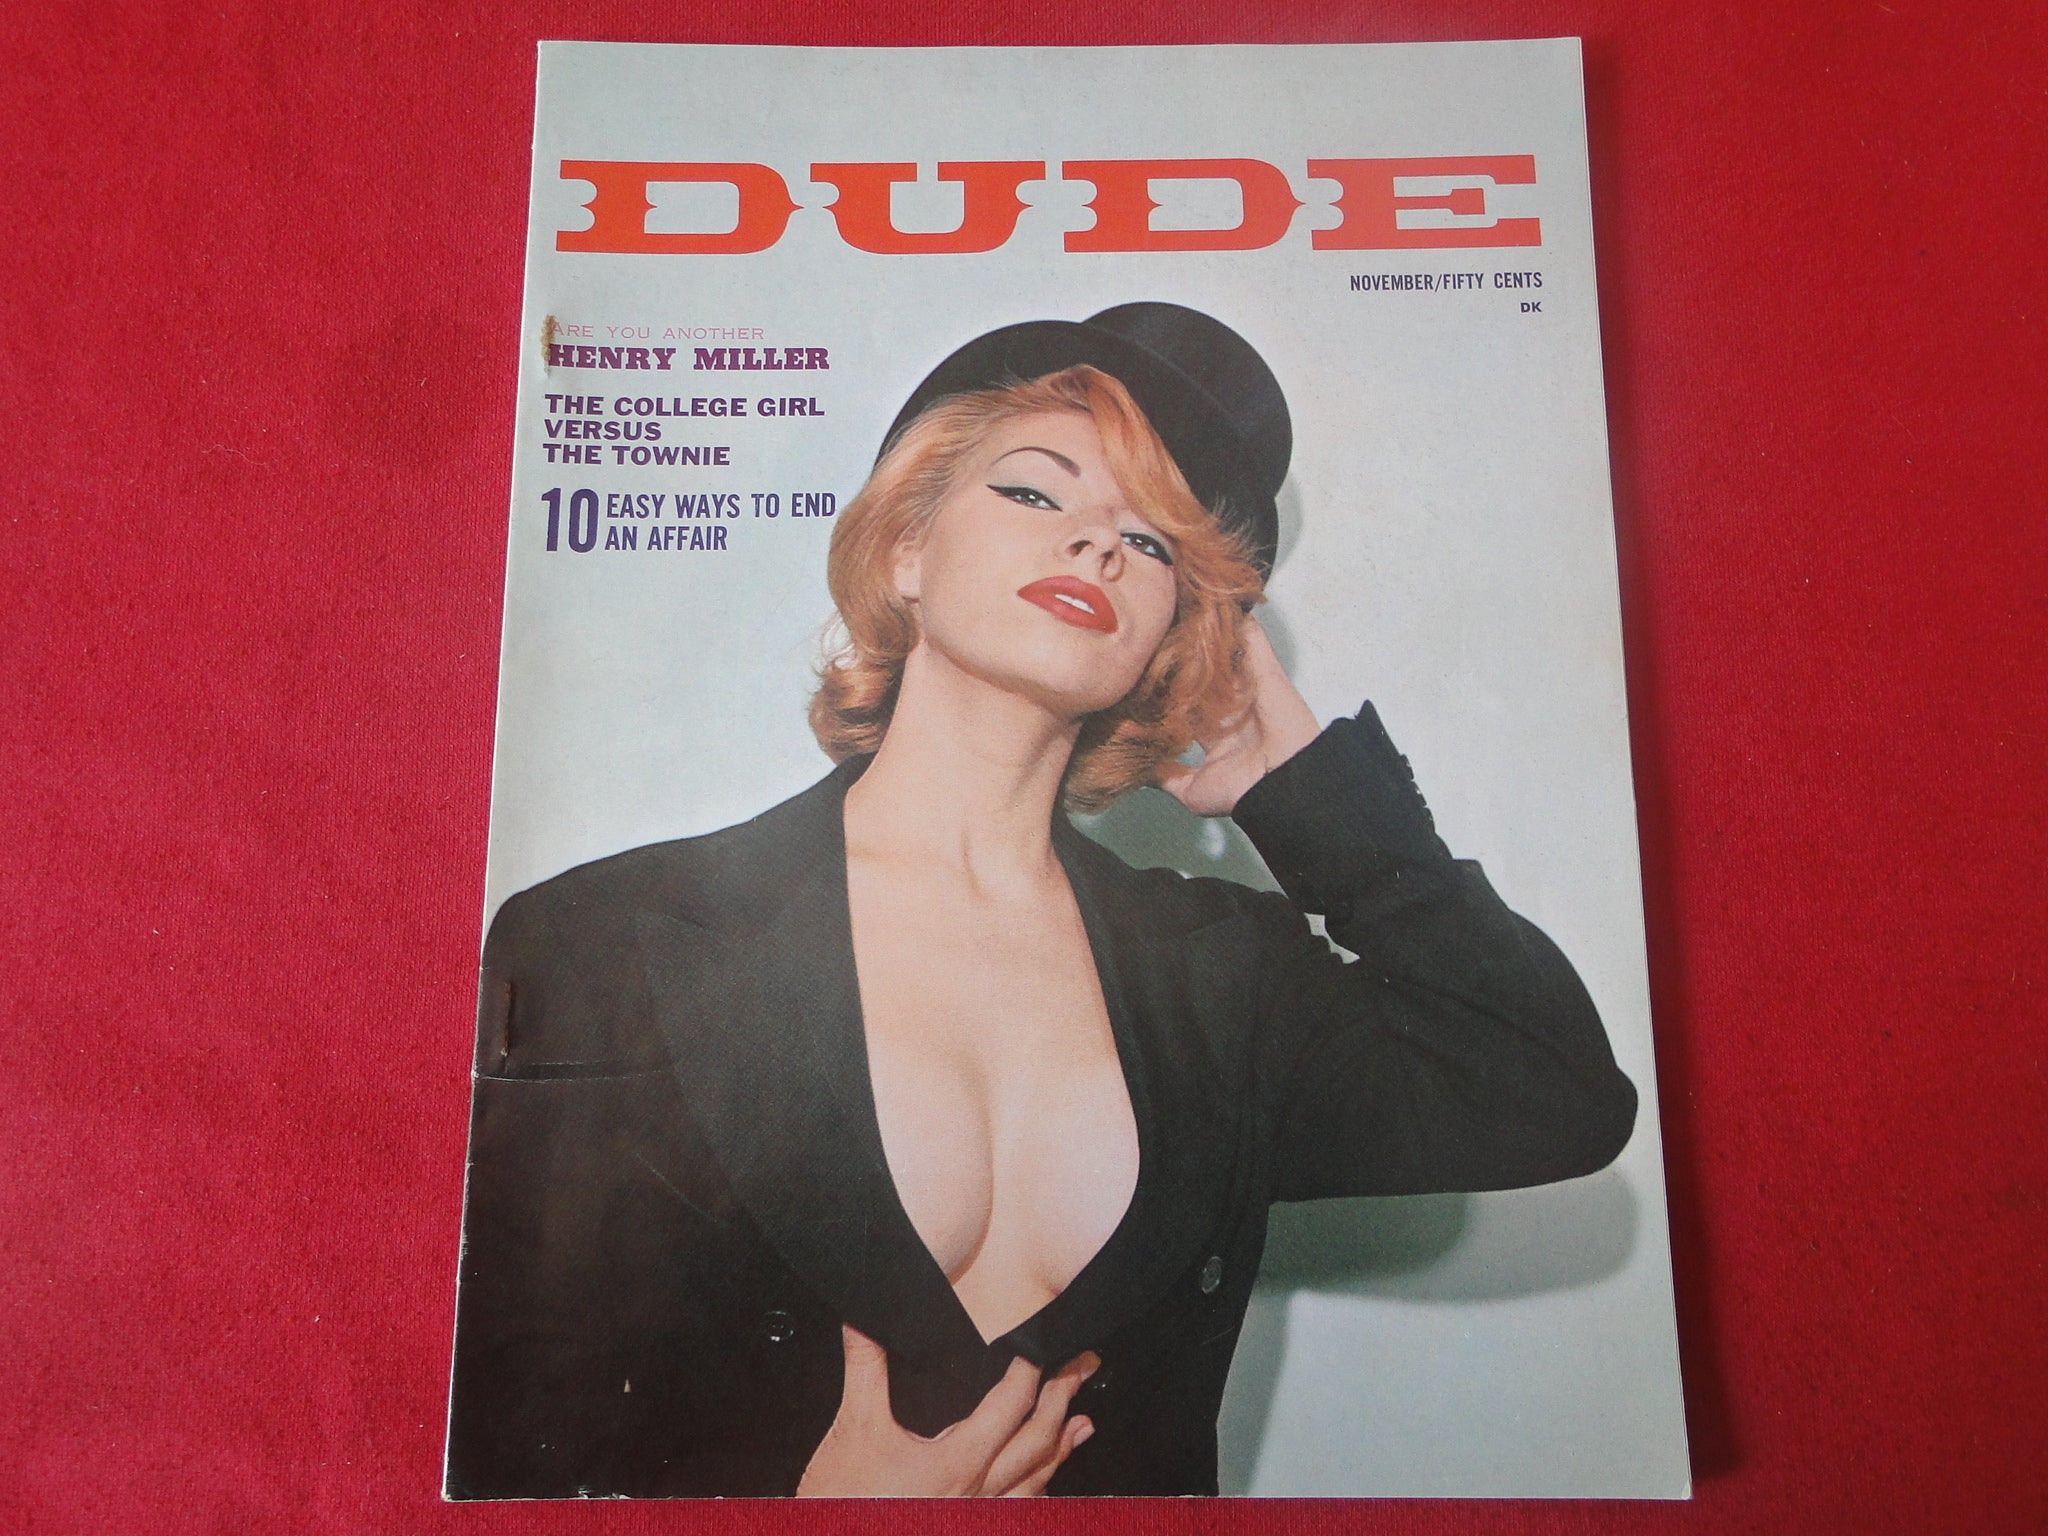 DUDE
NOVEMBER/FIFTY CENTS
DK
ARE YOU ANOTHER
HENRY MILLER
THE COLLEGE GIRL
VERSUS
THE TOWNIE
10 EASY WAYS TO END
AN AFFAIR